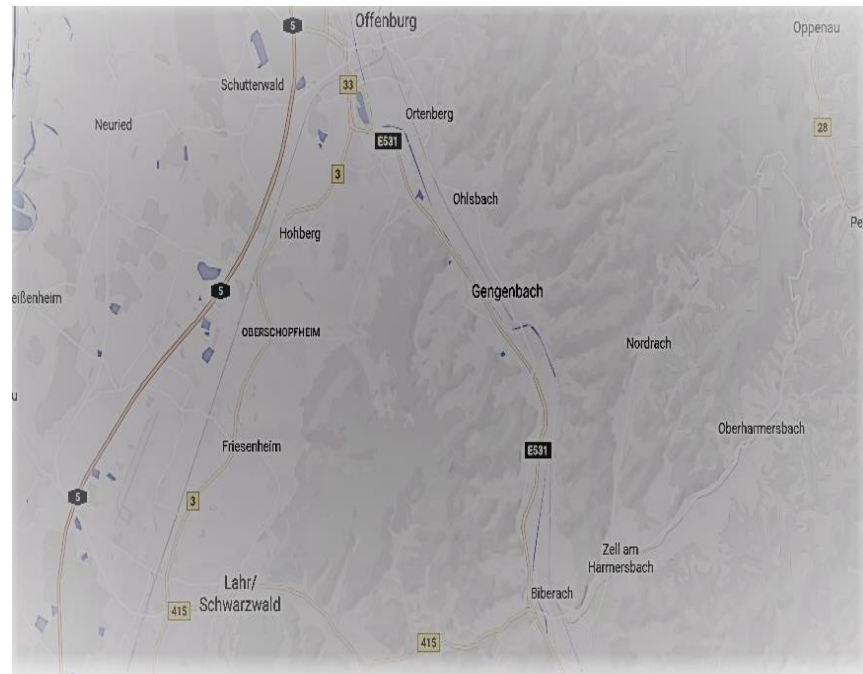 Offenburg
5
Oppenau
Schutterwald
33
Neuried
Ortenberg
28
E531
3
Ohlsbach
Pe
Hohberg
5
Gengenbach
eißenheim
OBERSCHOPFHEIM
Nordrach
u
Oberharmersbach
Friesenheim
E531
5
3
Zell am
Harmersbach
Lahr/
Schwarzwald
Biberach
415
415